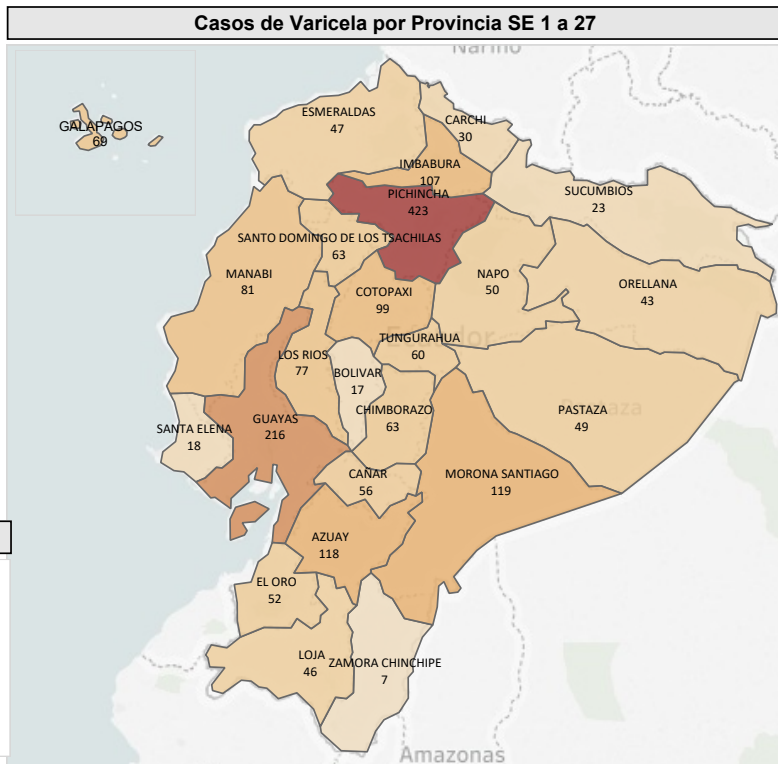 Casos de Varicela por Provincia SE 1 a 27
Nariño
ESMERALDAS
47
CARCHI
30
GALAPAGOS
69
IMBABURA
107
PICHINCHA
423
SUCUMBIOS
23
SANTO DOMINGO DE LOS TSACHILAS
63
MANABI
81
NAPO
50
ORELLANA
43
COTOPAXI
99
Ecuador
TUNGURAHUA
60
LOS RIOS
77
BOLIVAR
17
CHIMBORAZO
63
Pastaza
PASTAZA
49
SANTA ELENA
18
GUAYAS
216
CAÑAR
56
MORONA SANTIAGO
119
AZUAY
118
EL ORO
52
LOJA
46
ZAMORA CHINCHIPE
7
Amazonas